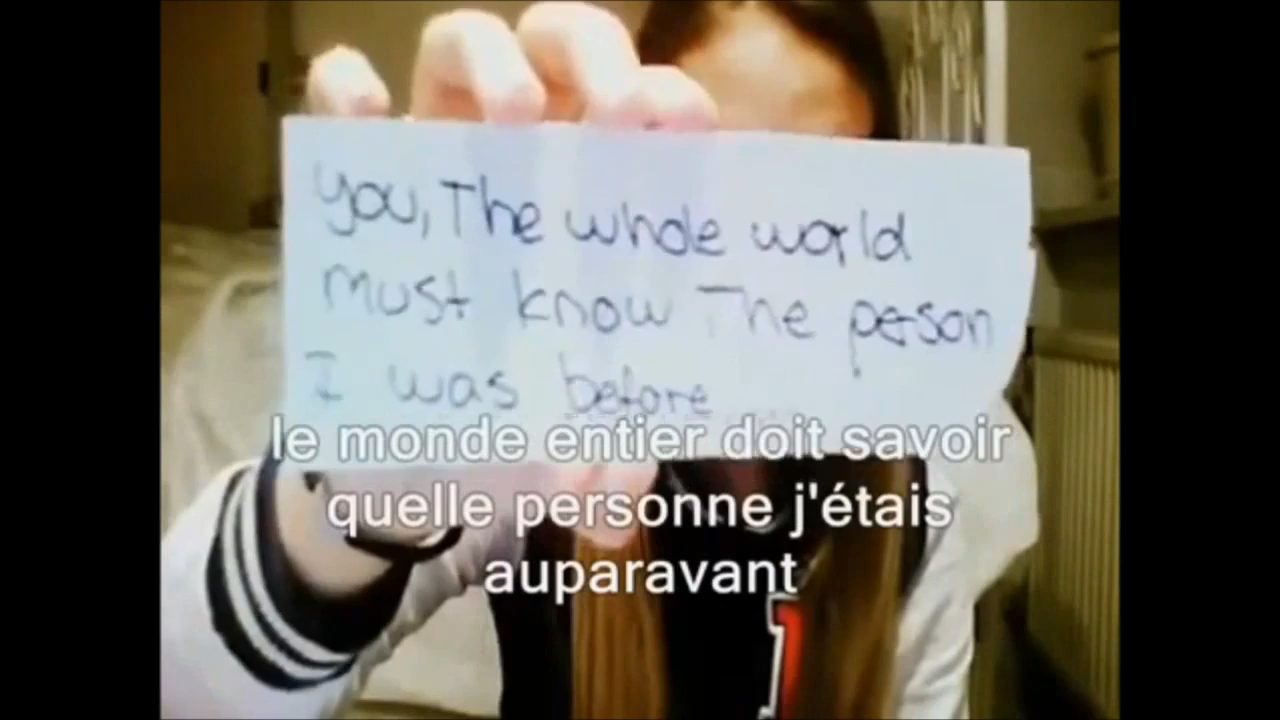 you, The whole world
must know The person
I was before
le monde entier doit savoir
quelle personne j'étais
auparavant